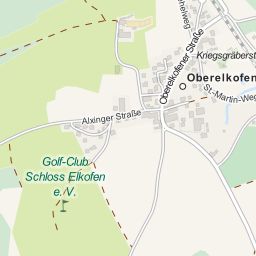 Oberelkofener Straße
Kriegsgräberst
Oberelkofen
St.-Martin-Weg
Alxinger Straße
Golf-Club
Schloss Elkofen
e. V.